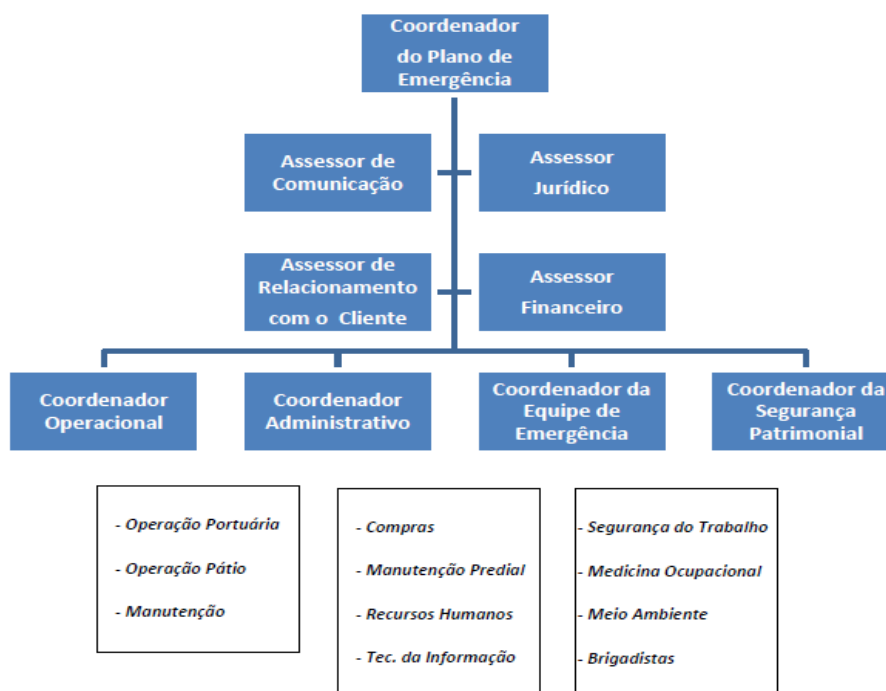 Coordenador
do Plano de
Emergência
Assessor de
Comunicação
Assessor
Jurídico
Assessor de
Relacionamento
com o Cliente
Assessor
Financeiro
Coordenador
Operacional
Coordenador
Administrativo
Coordenador da
Equipe de
Emergência
Coordenador da
Segurança
Patrimonial
- Operação Portuária
- Operação Pátio
- Manutenção
- Compras
- Manutenção Predial
- Recursos Humanos
- Tec. da Informação
- Segurança do Trabalho
- Medicina Ocupacional
- Meio Ambiente
- Brigadistas